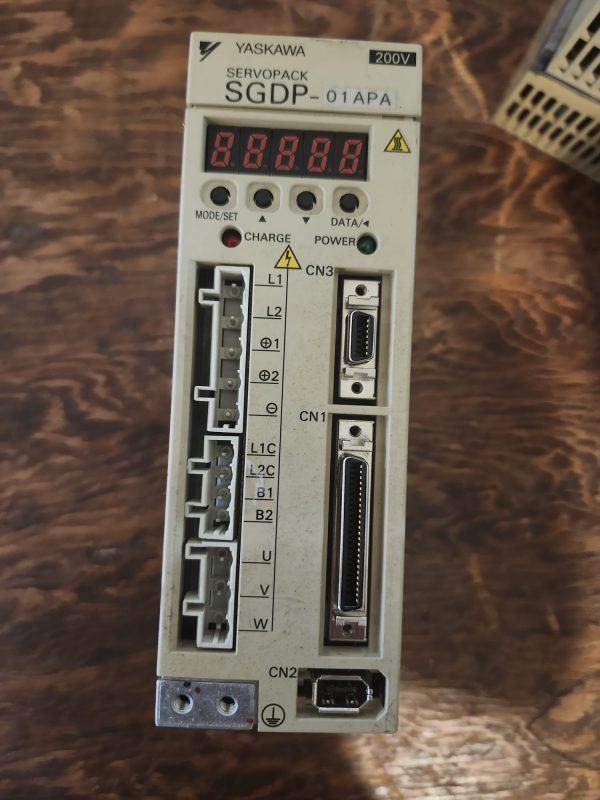 YASKAWA
200V
SERVOPACK
SGDP-01APA
MODE/SET ▲ ▼ DATA/◀
CHARGE POWER
CN3
L1
L2
⊕1
⊕2
⊖
CN1
L1C
L2C
B1
B2
U
V
W
CN2